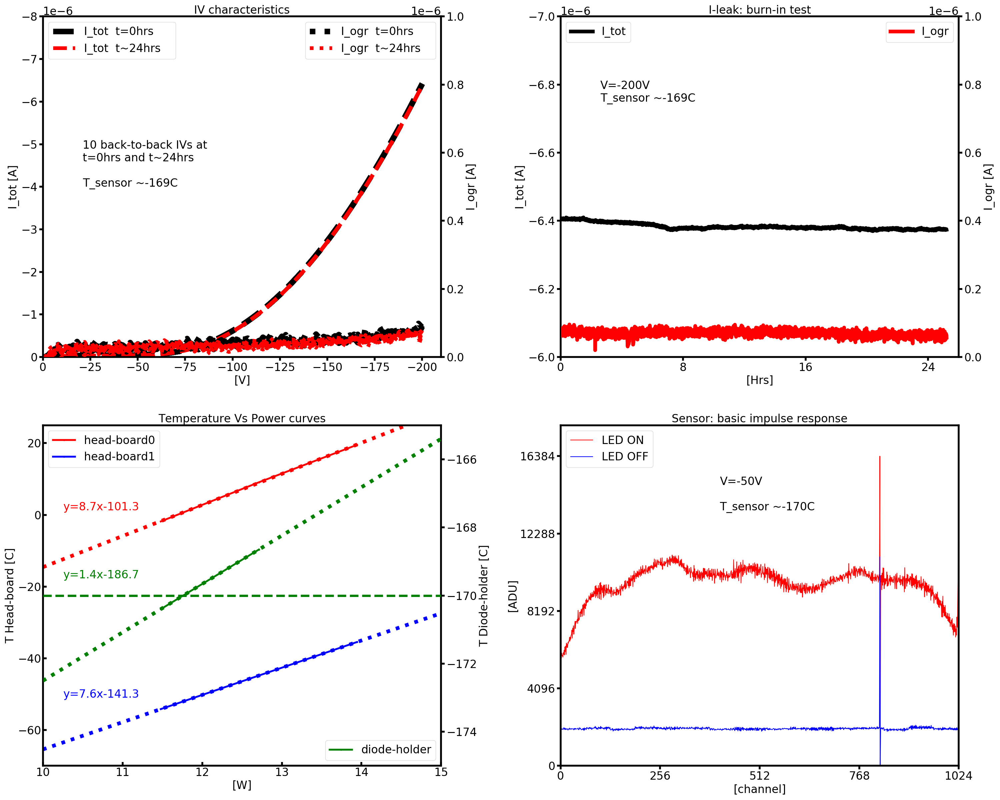 IV characteristics
1e−6
1e−6
I_tot t=0hrs
I_tot t~24hrs
I_ogr t=0hrs
I_ogr t~24hrs
10 back-to-back IVs at
t=0hrs and t~24hrs
T_sensor ~-169C
−8
−7
−6
−5
−4
−3
−2
−1
0
I_tot [A]
1.0
0.8
0.6
0.4
0.2
0.0
I_ogr [A]
0 −25 −50 −75 −100 −125 −150 −175 −200
[V]
I-leak: burn-in test
1e−6
1e−6
I_tot
I_ogr
V=-200V
T_sensor ~-169C
−7.0
−6.8
−6.6
−6.4
−6.2
−6.0
I_tot [A]
1.0
0.8
0.6
0.4
0.2
0.0
I_ogr [A]
0 8 16 24
[Hrs]
Temperature Vs Power curves
head-board0
head-board1
y=8.7x-101.3
y=1.4x-186.7
y=7.6x-141.3
diode-holder
20
0
−20
−40
−60
T Head-board [C]
−166
−168
−170
−172
−174
T Diode-holder [C]
10 11 12 13 14 15
[W]
Sensor: basic impulse response
LED ON
LED OFF
V=-50V
T_sensor ~-170C
16384
12288
8192
4096
0
[ADU]
0 256 512 768 1024
[channel]